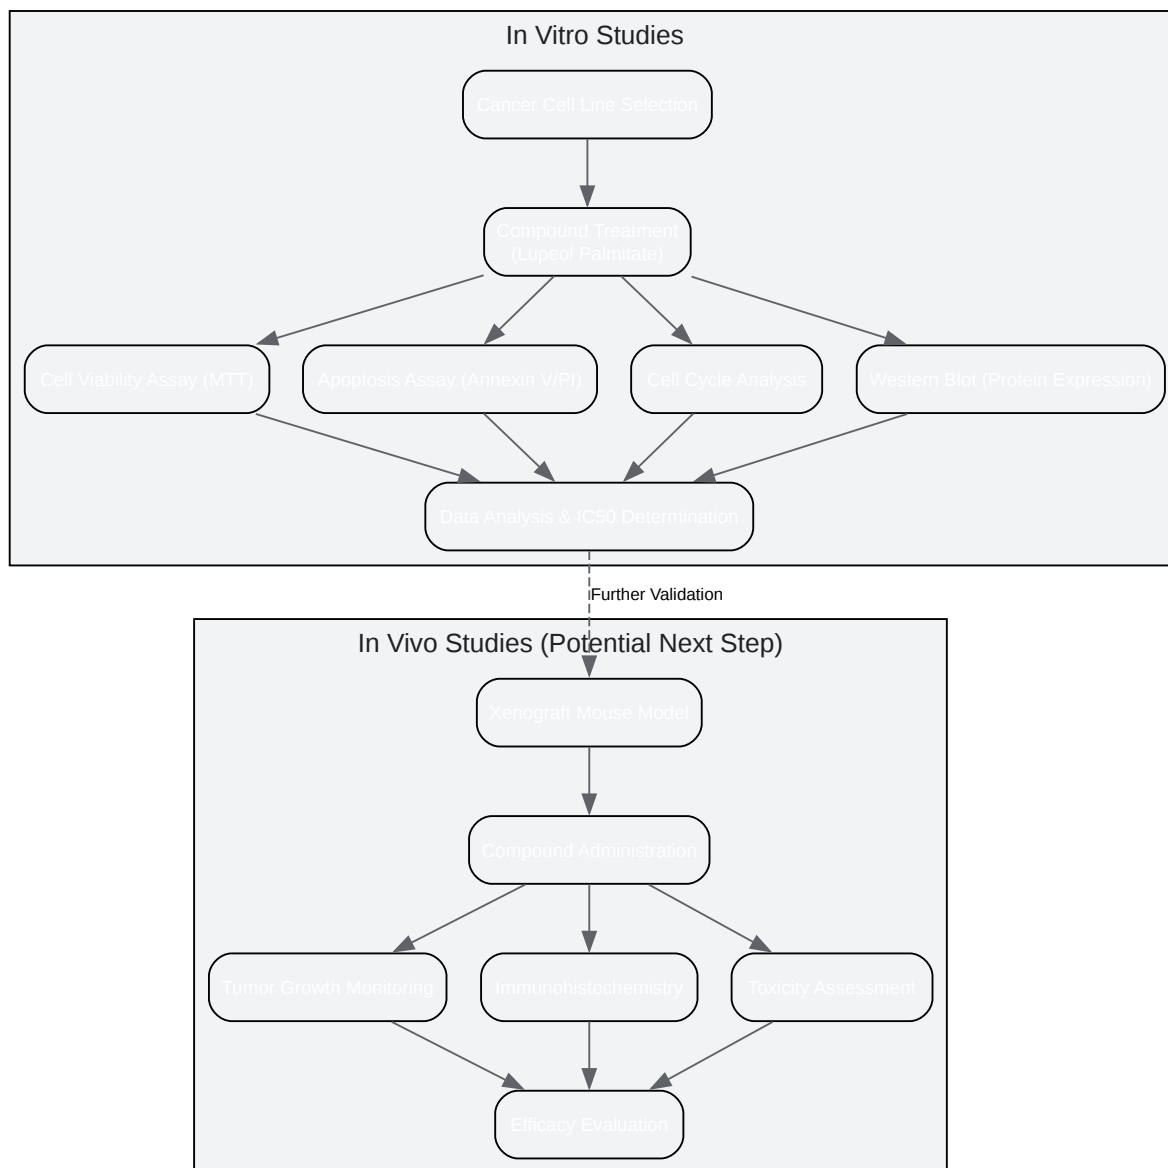 In Vitro Studies
Cancer Cell Line Selection
Compound Treatment
(Lupeol Palmitate)
Cell Viability Assay (MTT)
Apoptosis Assay (Annexin V/PI)
Cell Cycle Analysis
Western Blot (Protein Expression)
Data Analysis & IC50 Determination
Further Validation
In Vivo Studies (Potential Next Step)
Xenograft Mouse Model
Compound Administration
Tumor Growth Monitoring
Immunohistochemistry
Toxicity Assessment
Efficacy Evaluation